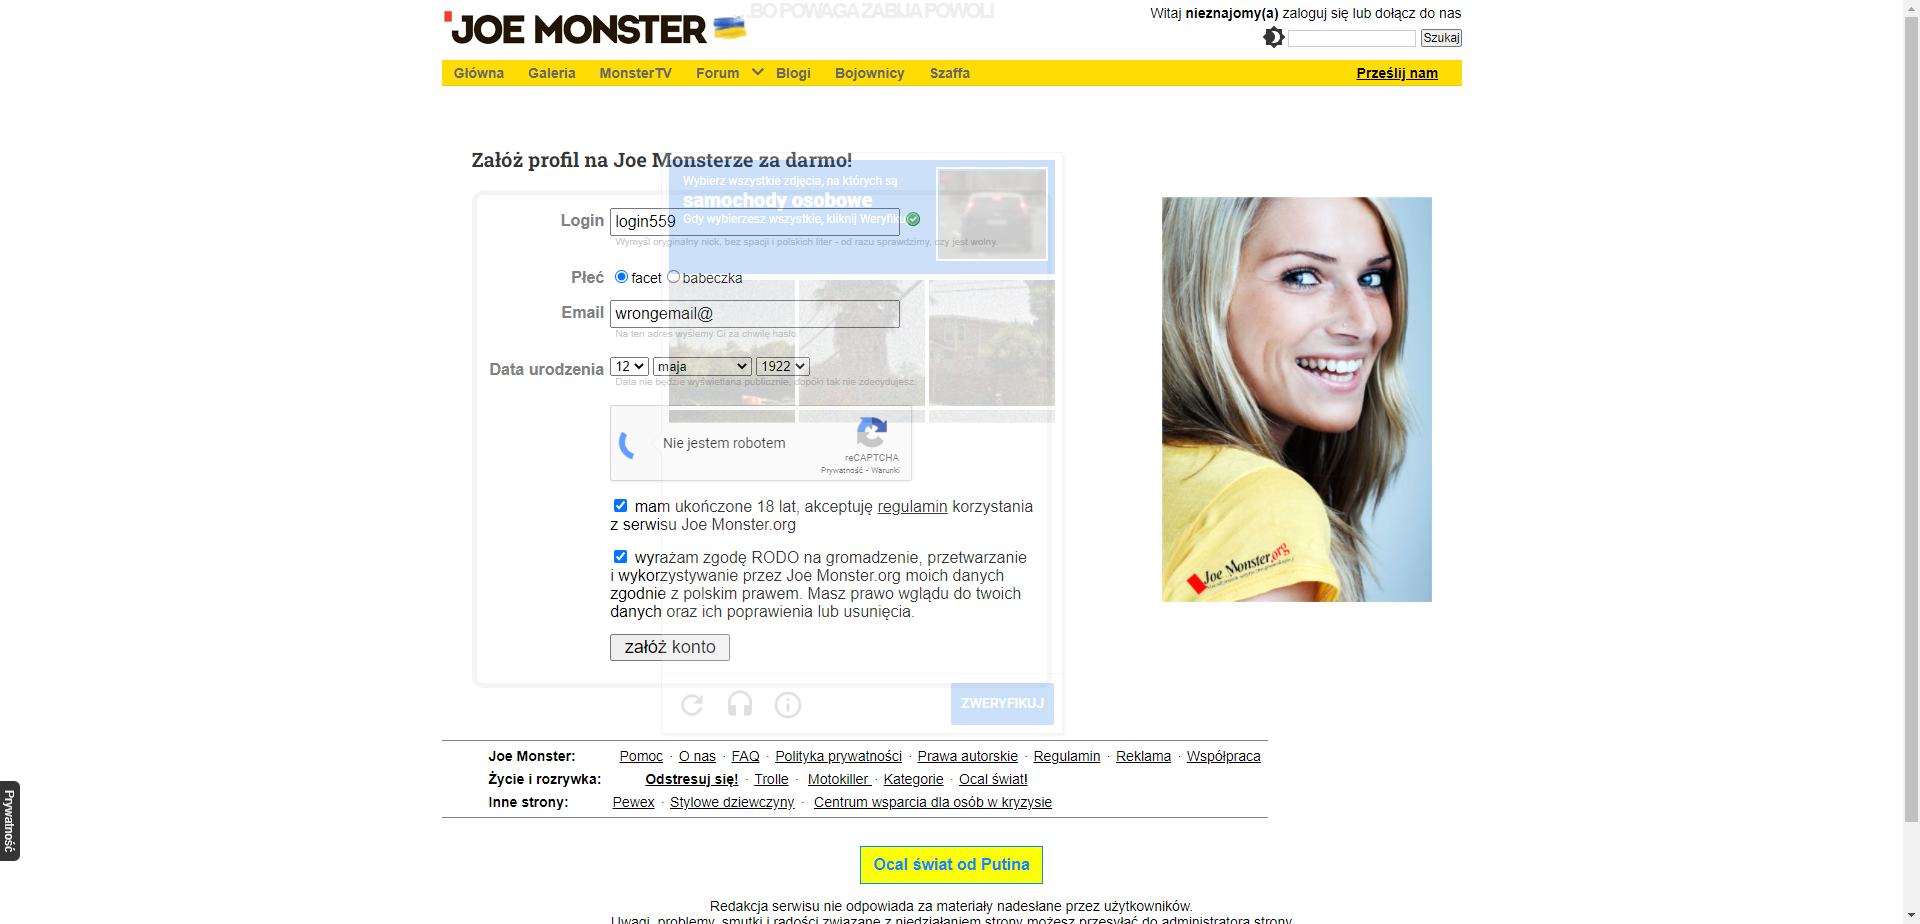 BO POWAGA ZABIJA POWOLI
JOE MONSTER
Witaj nieznajomy(a) zaloguj się lub dołącz do nas
Szukaj
Główna Galeria MonsterTV Forum Blogi Bojownicy Szaffa Prześlij nam
Załóż profil na Joe Monsterze za darmo!
Wybierz wszystkie zdjęcia, na których są
samochody osobowe
Gdy wybierzesz wszystkie, kliknij Weryfiku
Login login559
Wymyśl oryginalny nick, bez spacji i polskich liter - od razu sprawdzimy, czy jest wolny.
Płeć facet babeczka
Email wrongemail@
Na ten adres wyślemy Ci za chwilę hasło.
Data urodzenia 12 maja 1922
Data nie będzie wyświetlana publicznie, dopóki tak nie zdecydujesz.
Nie jestem robotem
reCAPTCHA
Prywatność - Warunki
mam ukończone 18 lat, akceptuję regulamin korzystania
z serwisu Joe Monster.org
wyrażam zgodę RODO na gromadzenie, przetwarzanie
i wykorzystywanie przez Joe Monster.org moich danych
zgodnie z polskim prawem. Masz prawo wglądu do twoich
danych oraz ich poprawienia lub usunięcia.
załóż konto
ZWERYFIKUJ
Joe Monster.org
Joe Monster: Pomoc · O nas · FAQ · Polityka prywatności · Prawa autorskie · Regulamin · Reklama · Współpraca
Życie i rozrywka: Odstresuj się! · Trolle · Motokiller · Kategorie · Ocal świat!
Inne strony: Pewex · Stylowe dziewczyny · Centrum wsparcia dla osób w kryzysie
Prywatność
Ocal świat od Putina
Redakcja serwisu nie odpowiada za materiały nadesłane przez użytkowników.
Uwagi, problemy, smutki i radości związane z niedziałaniem strony możesz przesyłać do administratora strony